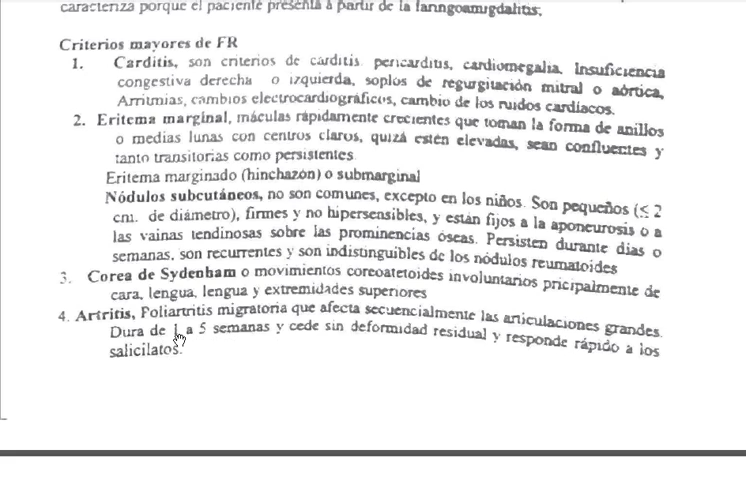 caracteriza porque el paciente presenta a partir de la faringoamigdalitis;
Criterios mayores de FR
1. Carditis, son criterios de carditis pericarditis, cardiomegalia. Insuficiencia
congestiva derecha o izquierda, soplos de regurgitación mitral o aórtica,
Arritmias, cambios electrocardiográficos, cambio de los ruidos cardíacos.
2. Eritema marginal, máculas rápidamente crecientes que toman la forma de anillos
o medias lunas con centros claros, quizá estén elevadas, sean confluentes y
tanto transitorias como persistentes
Eritema marginado (hinchazón) o submarginal
Nódulos subcutáneos, no son comunes, excepto en los niños. Son pequeños (≤ 2
cm. de diámetro), firmes y no hipersensibles, y están fijos a la aponeurosis o a
las vainas tendinosas sobre las prominencias óseas. Persisten durante días o
semanas, son recurrentes y son indistinguibles de los nódulos reumatoides
3. Corea de Sydenham o movimientos coreoatetoides involuntarios pricipalmente de
cara, lengua, lengua y extremidades superiores
4. Artritis, Poliartritis migratoria que afecta secuencialmente las articulaciones grandes.
Dura de 1 a 5 semanas y cede sin deformidad residual y responde rápido a los
salicilatos.